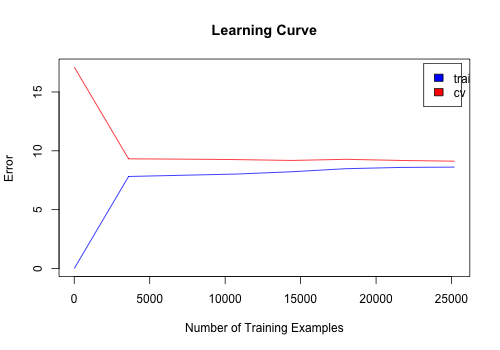 Learning Curve
trai
cv
15
10
5
0
Error
0 5000 10000 15000 20000 25000
Number of Training Examples